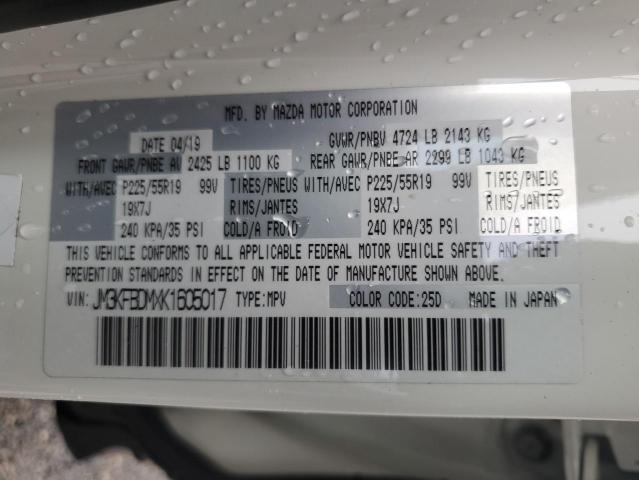 MFD. BY MAZDA MOTOR CORPORATION
DATE 04/19 GVWR/PNBV 4724 LB 2143 KG
FRONT GAWR/PNBE AV 2425 LB 1100 KG REAR GAWR/PNBE AR 2299 LB 1043 KG
WITH/AVEC P225/55R19 99V TIRES/PNEUS WITH/AVEC P225/55R19 99V TIRES/PNEUS
19X7J RIMS/JANTES 19X7J RIMS/JANTES
240 KPA/35 PSI COLD/A FROID 240 KPA/35 PSI COLD/A FROID
THIS VEHICLE CONFORMS TO ALL APPLICABLE FEDERAL MOTOR VEHICLE SAFETY AND THEFT
PREVENTION STANDARDS IN EFFECT ON THE DATE OF MANUFACTURE SHOWN ABOVE.
VIN: JM3KFBDMXK1605017 TYPE:MPV COLOR CODE:25D MADE IN JAPAN